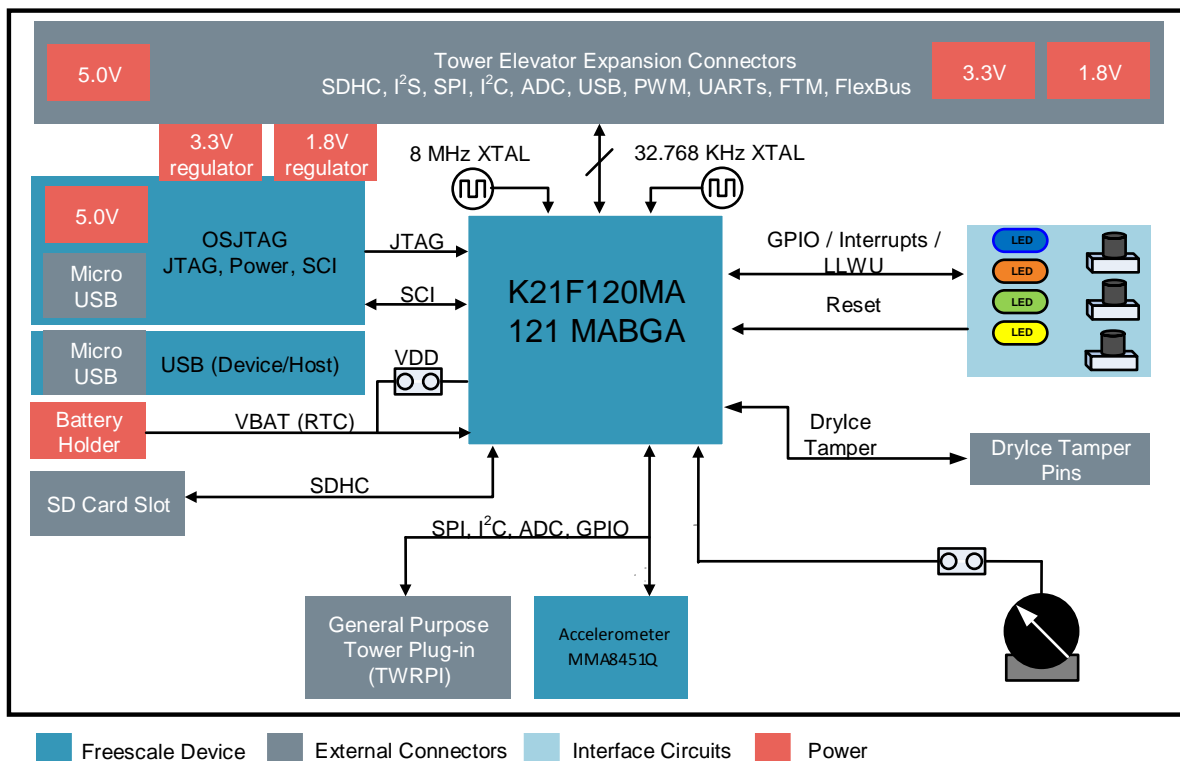 Tower Elevator Expansion Connectors
SDHC, I²S, SPI, I²C, ADC, USB, PWM, UARTs, FTM, FlexBus
5.0V
3.3V
1.8V
3.3V
regulator
1.8V
regulator
8 MHz XTAL
32.768 KHz XTAL
5.0V
OSJTAG
JTAG, Power, SCI
Micro
USB
JTAG
SCI
K21F120MA
121 MABGA
GPIO / Interrupts /
LLWU
Reset
LED
LED
LED
LED
Micro
USB
USB (Device/Host)
VDD
Battery
Holder
VBAT (RTC)
DryIce
Tamper
DryIce Tamper
Pins
SD Card Slot
SDHC
SPI, I²C, ADC, GPIO
General Purpose
Tower Plug-in
(TWRPI)
Accelerometer
MMA8451Q
Freescale Device
External Connectors
Interface Circuits
Power